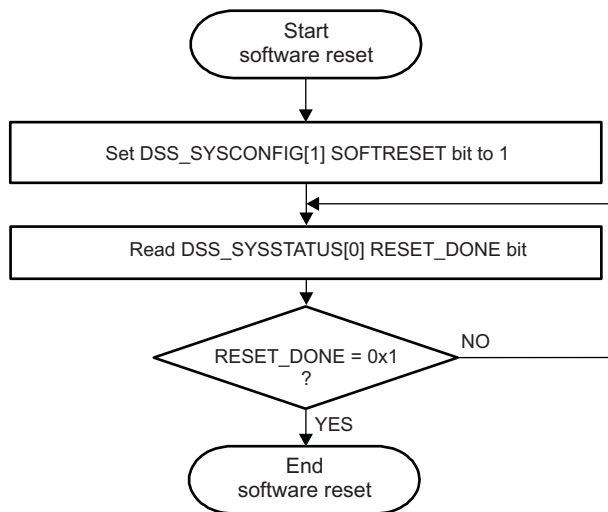 Start
software reset
Set DSS_SYSCONFIG[1] SOFTRESET bit to 1
Read DSS_SYSSTATUS[0] RESET_DONE bit
RESET_DONE = 0x1
?
NO
YES
End
software reset